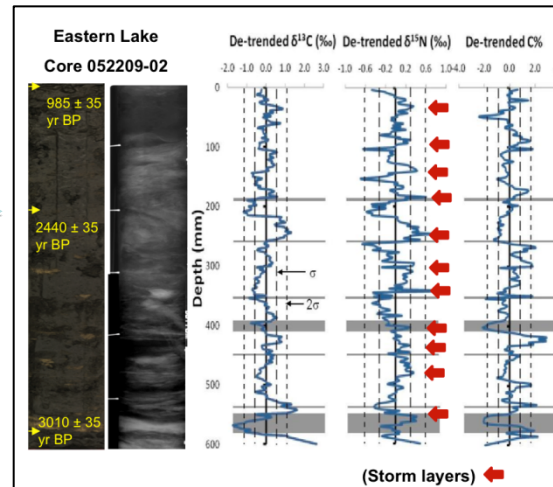 Eastern Lake
Core 052209-02
985 ± 35
yr BP
2440 ± 35
yr BP
3010 ± 35
yr BP
De-trended δ¹³C (‰)
De-trended δ¹⁵N (‰)
De-trended C%
-2.0 -1.0 0.0 1.0 2.0 3.0
-1.0 -0.6 -0.2 0.2 0.6 1.0
-4.0 -2.0 0.0 2.0
Depth (mm)
0
100
200
300
400
500
600
σ
2σ
(Storm layers)